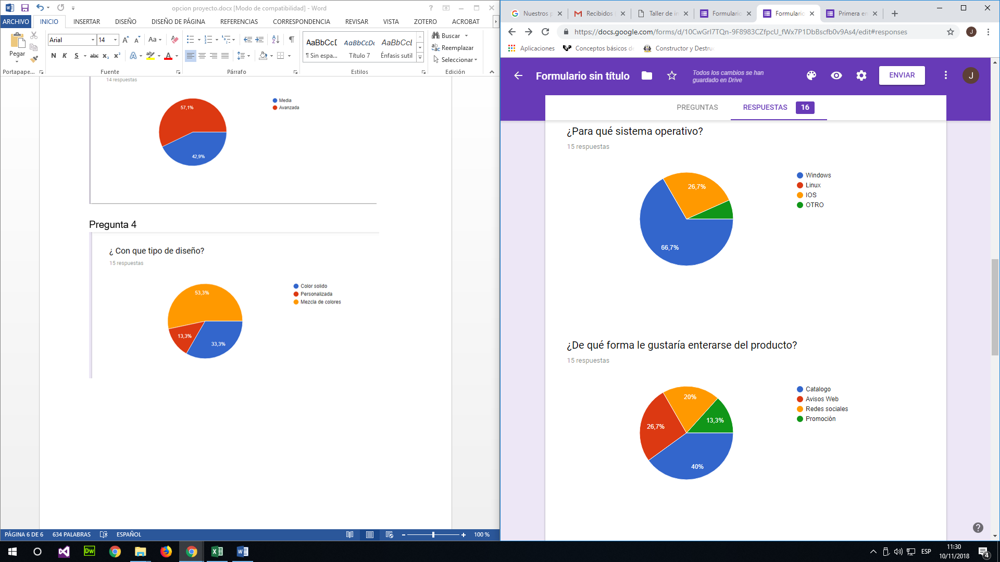 opcion proyecto.docx [Modo de compatibilidad] - Word
ARCHIVO INICIO INSERTAR DISEÑO DISEÑO DE PÁGINA REFERENCIAS CORRESPONDENCIA REVISAR VISTA ZOTERO ACROBAT
Pegar
Arial 14
Aa
N K S abc x₂ x²
AaBbCcD AaBbCcDc AaBbCcL
¶ Sin espa... Título 7 Énfasis sutil
Buscar
Reemplazar
Seleccionar
Portapape... Fuente Párrafo Estilos Edición
14 respuestas
57,1%
42,9%
Media
Avanzada
Pregunta 4
¿ Con que tipo de diseño?
15 respuestas
53,3%
13,3%
33,3%
Color solido
Personalizada
Mezcla de colores
PÁGINA 6 DE 6 634 PALABRAS ESPAÑOL 100 %
Nuestros Recibidos Taller de in Formulario Formulario Primera en
https://docs.google.com/forms/d/10CwGrI7TQn-9F8983CZfpcU_fWx7P1DbBscfb0v9As4/edit#responses
J
Aplicaciones Conceptos básicos de Constructor y Destru
Formulario sin título
Todos los cambios se han
guardado en Drive
ENVIAR
J
PREGUNTAS RESPUESTAS 16
¿Para qué sistema operativo?
15 respuestas
26,7%
66,7%
Windows
Linux
IOS
OTRO
¿De qué forma le gustaría enterarse del producto?
15 respuestas
20%
13,3%
26,7%
40%
Catalogo
Avisos Web
Redes sociales
Promoción
Dw
ESP
11:30
10/11/2018
4